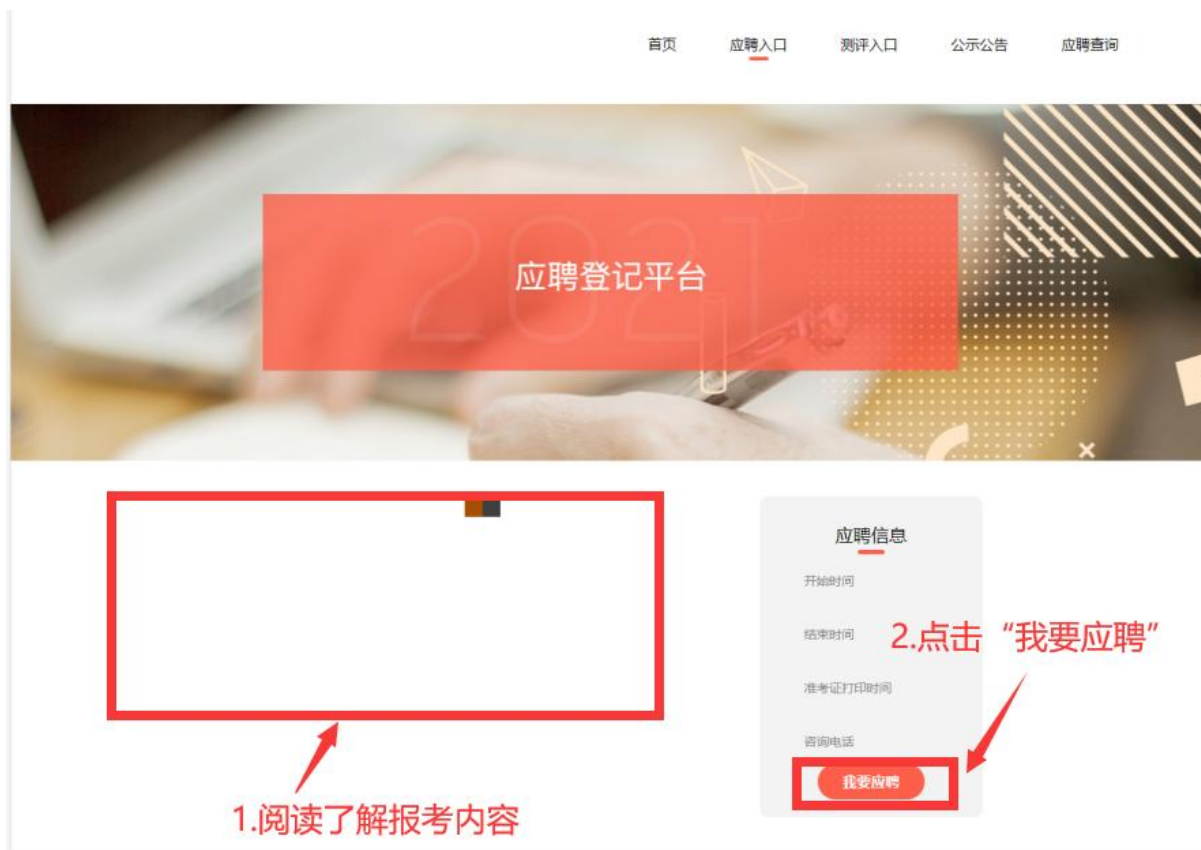 首页 应聘入口 测评入口 公示公告 应聘查询
2021
应聘登记平台
应聘信息
开始时间
结束时间
2.点击“我要应聘”
准考证打印时间
咨询电话
我要应聘
1.阅读了解报考内容